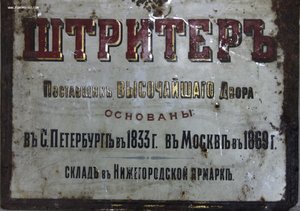 ШТРИТЕРЪ
Поставщикъ ВЫСОЧАЙШАГО Двора
ОСНОВАНЫ:
въ С. ПЕТЕРБУРГѢ въ 1833 г. въ МОСКВѢ въ 1869 г.
СКЛАДЪ въ НИЖЕГОРОДСКОЙ ЯРМАРКѢ.